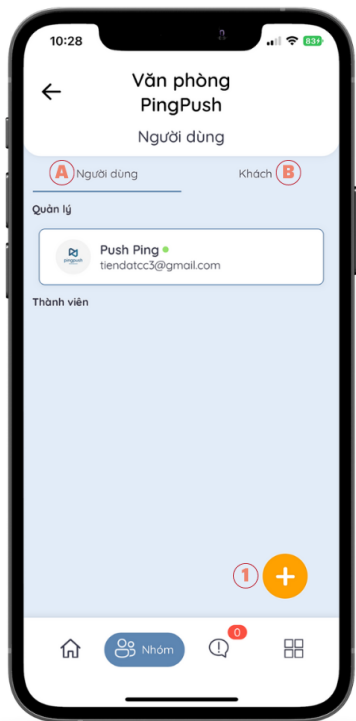 10:28
83
Văn phòng
PingPush
Người dùng
A Người dùng
Khách B
Quản lý
Push Ping
pingpush
tiendatcc3@gmail.com
Thành viên
1 +
0
Nhóm